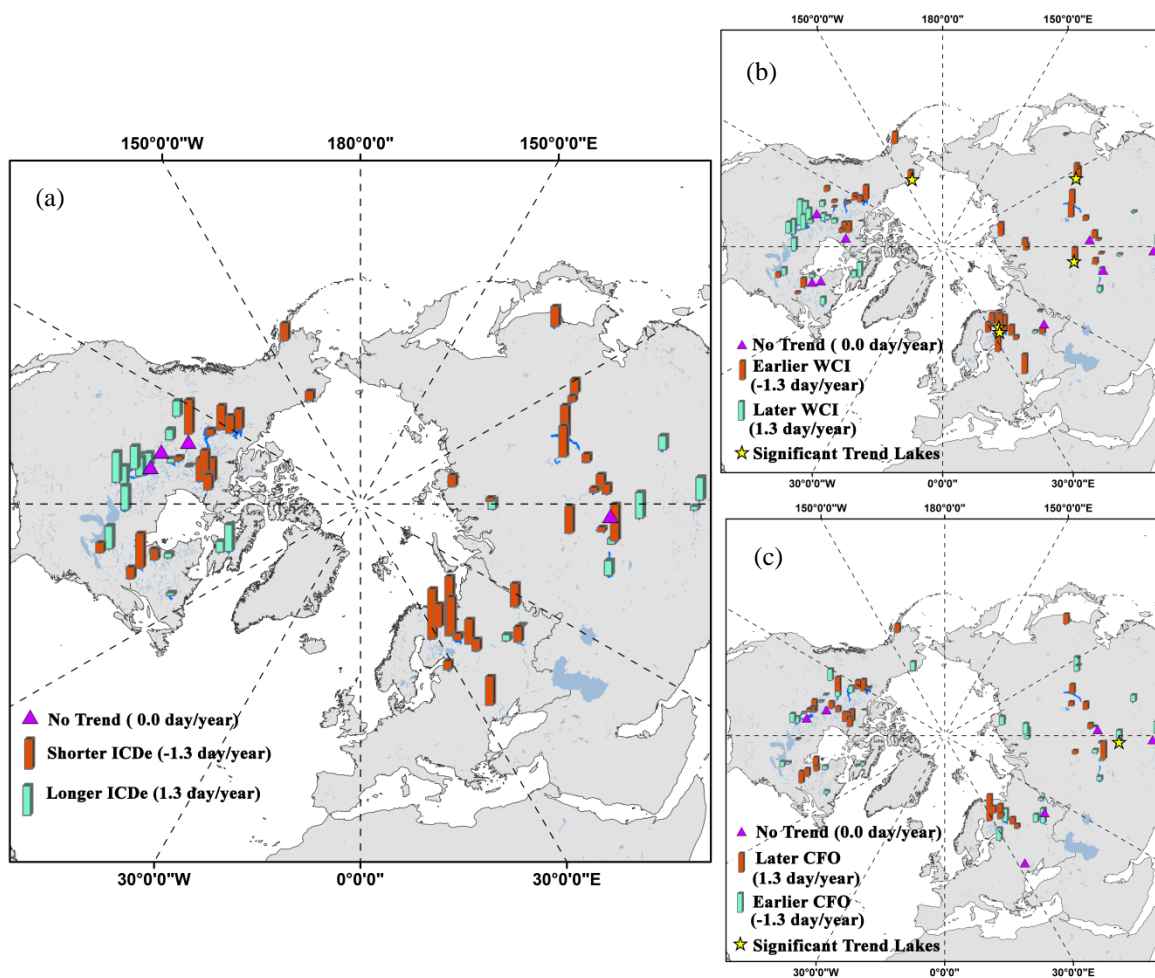 (a)
150°0'0"W
180°0'0"
150°0'0"E
No Trend ( 0.0 day/year)
Shorter ICDe (-1.3 day/year)
Longer ICDe (1.3 day/year)
30°0'0"W
0°0'0"
30°0'0"E
(b)
150°0'0"W
180°0'0"
150°0'0"E
No Trend ( 0.0 day/year)
Earlier WCI
(-1.3 day/year)
Later WCI
(1.3 day/year)
Significant Trend Lakes
30°0'0"W
0°0'0"
30°0'0"E
(c)
150°0'0"W
180°0'0"
150°0'0"E
No Trend (0.0 day/year)
Later CFO
(1.3 day/year)
Earlier CFO
(-1.3 day/year)
Significant Trend Lakes
30°0'0"W
0°0'0"
30°0'0"E